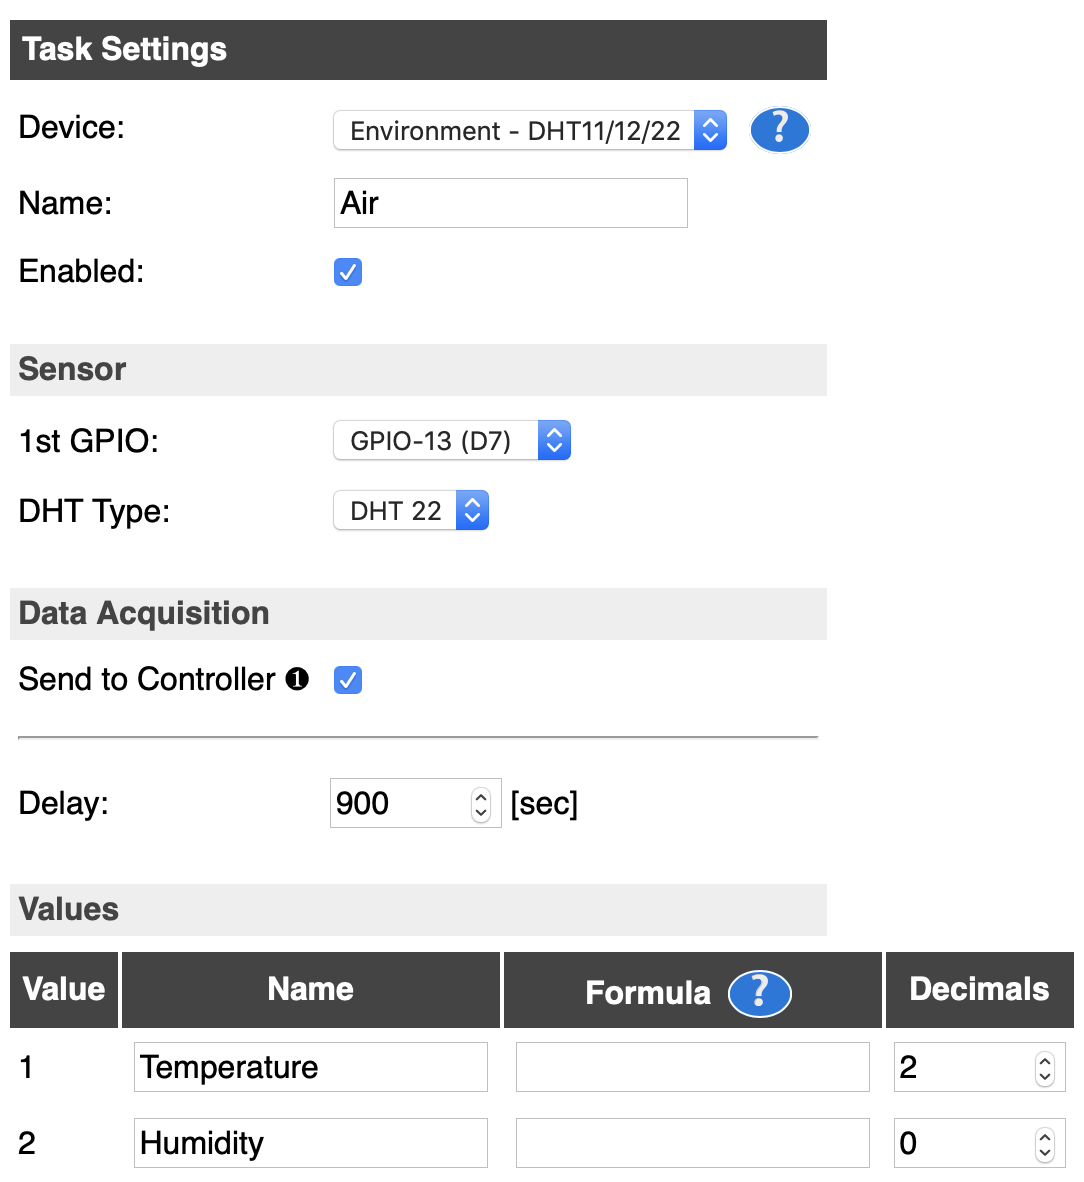 Task Settings
Device: Environment - DHT11/12/22 ?
Name: Air
Enabled:
Sensor
1st GPIO: GPIO-13 (D7)
DHT Type: DHT 22
Data Acquisition
Send to Controller ❶
Delay: 900 [sec]
Values
Value Name Formula ? Decimals
1 Temperature 2
2 Humidity 0